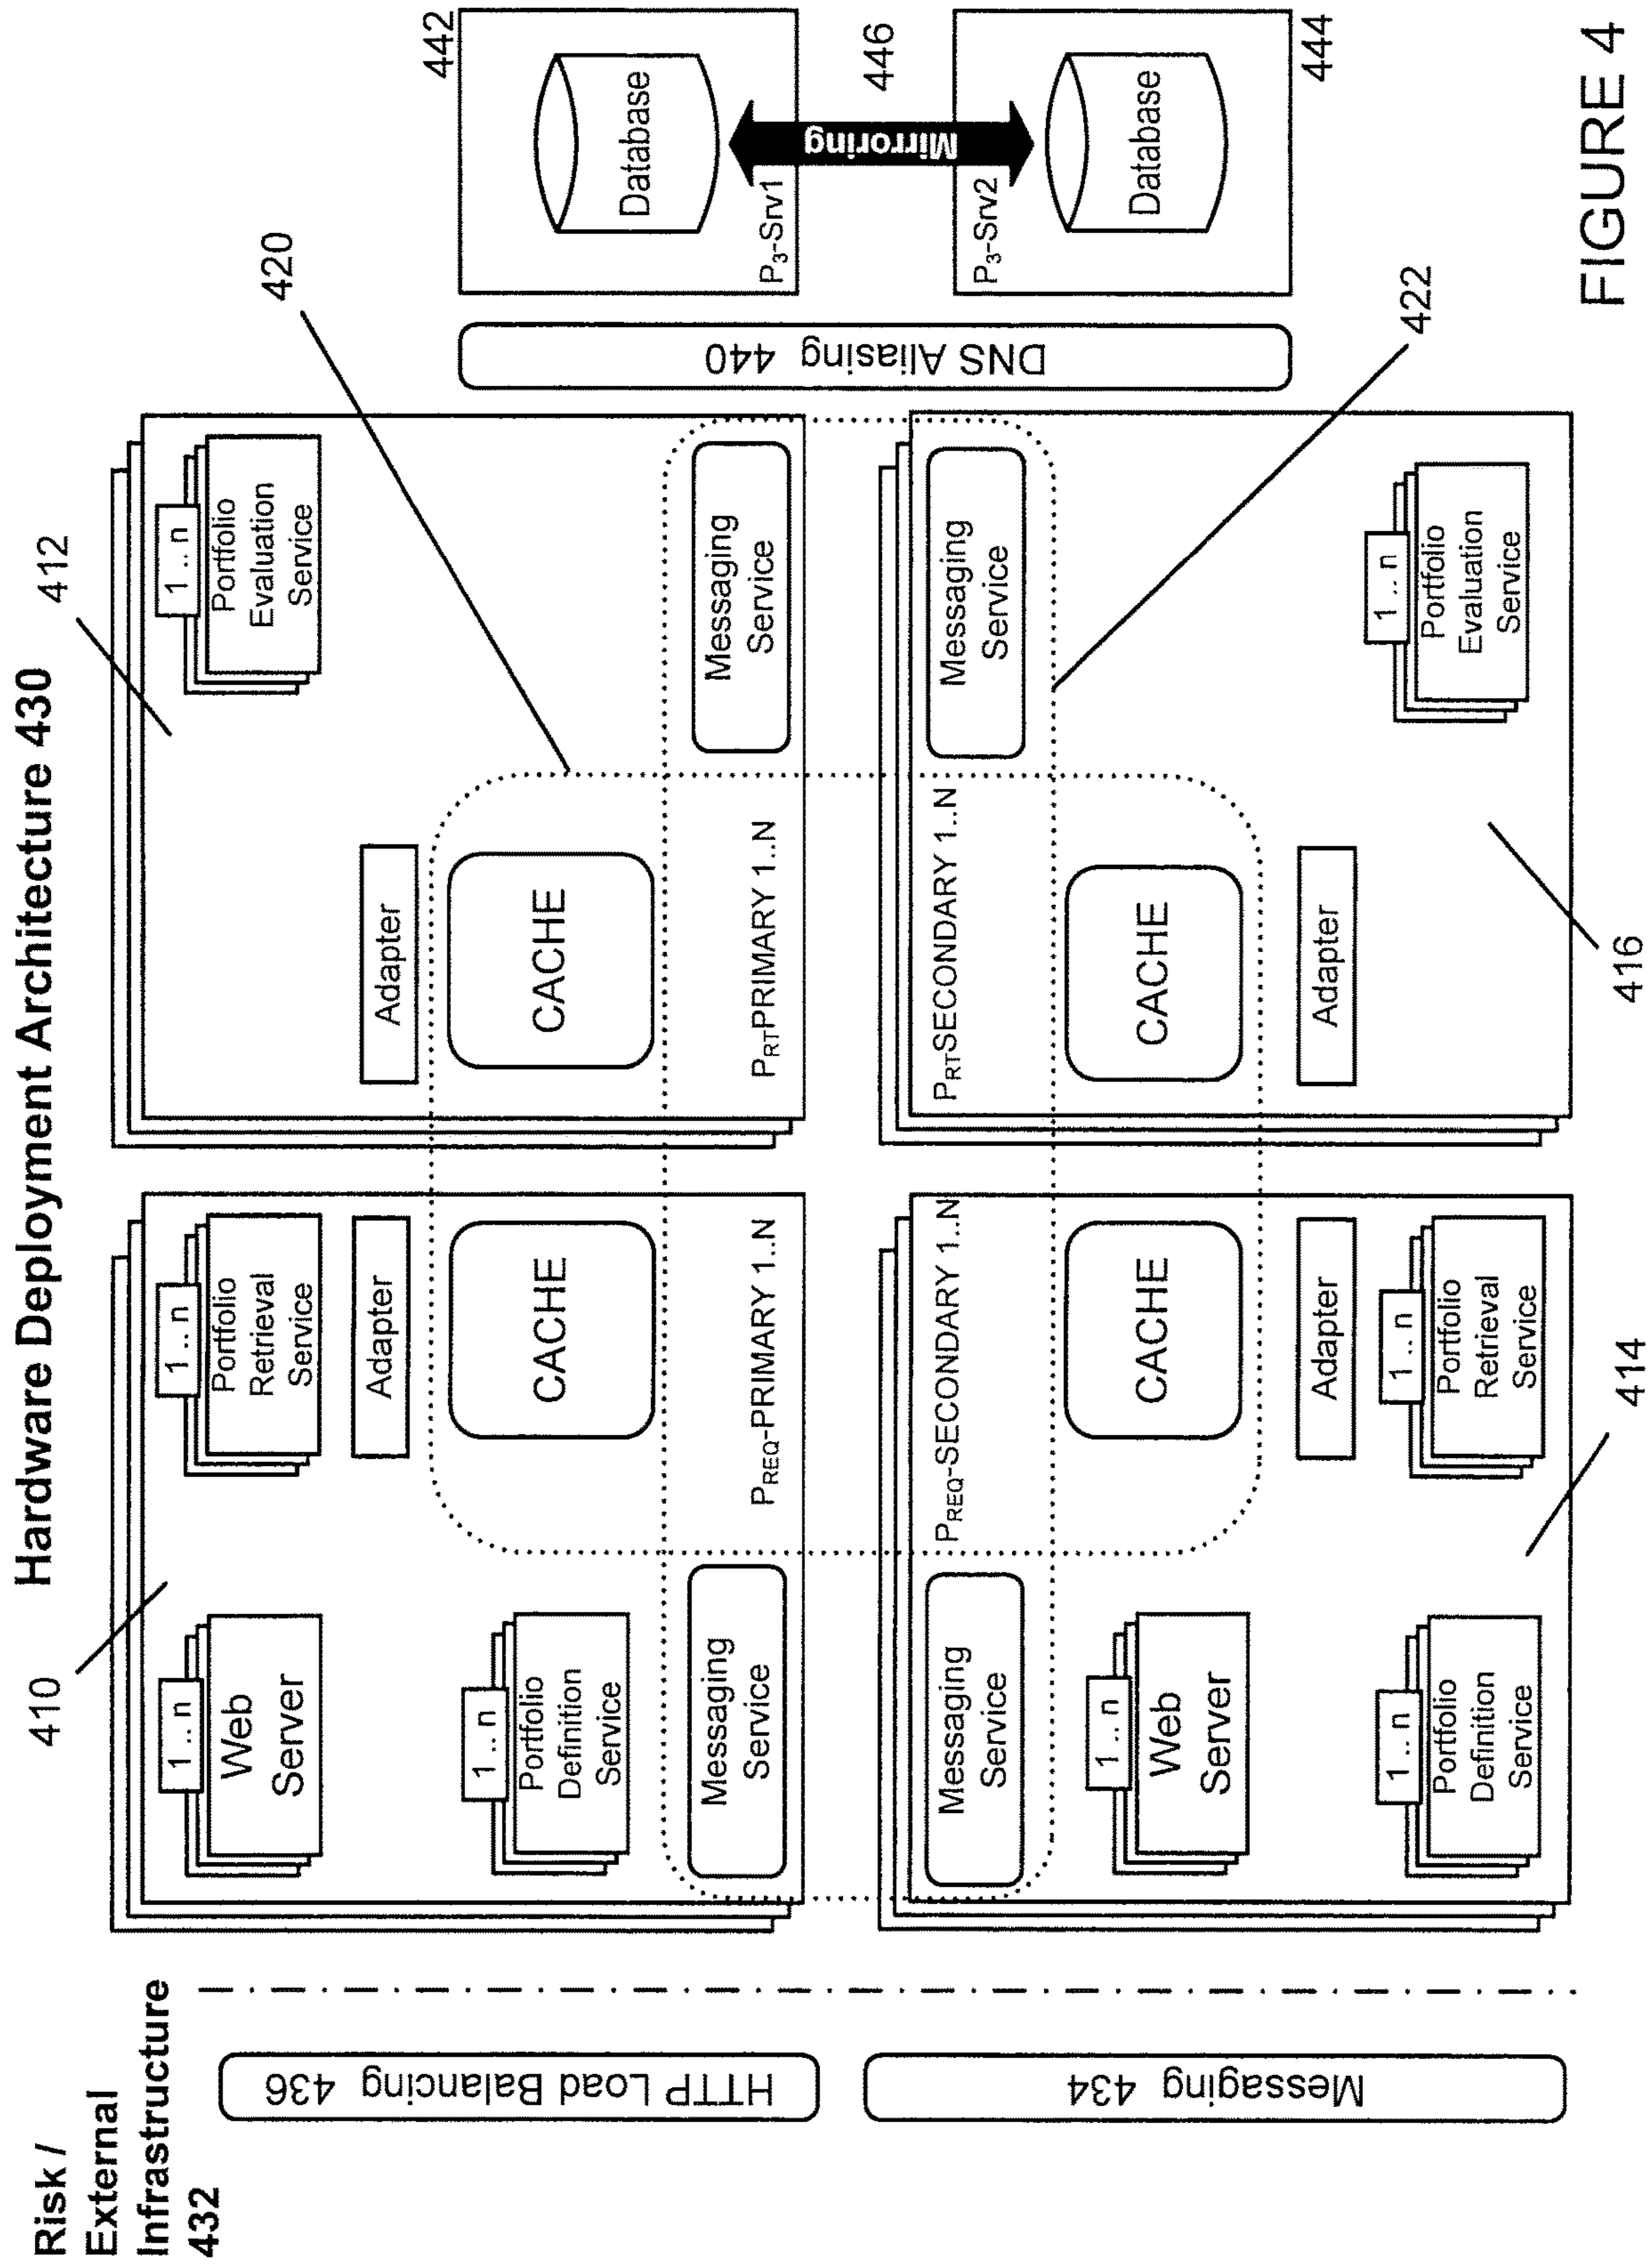 Hardware Deployment Architecture 430
Risk /
External
Infrastructure
432
HTTP Load Balancing 436
Messaging 434
410
1.. n
Web
Server
1.. n
Portfolio
Retrieval
Service
1.. n
Portfolio
Definition
Service
Adapter
CACHE
Messaging
Service
PREQ-PRIMARY 1..N
412
1.. n
Portfolio
Evaluation
Service
Adapter
CACHE
PRTPRIMARY 1..N
Messaging
Service
420
Messaging
Service
PREQ-SECONDARY 1..N
1.. n
Web
Server
CACHE
Adapter
1.. n
Portfolio
Definition
Service
1.. n
Portfolio
Retrieval
Service
414
PRTSECONDARY 1..N
Messaging
Service
CACHE
Adapter
1.. n
Portfolio
Evaluation
Service
416
422
DNS Aliasing 440
442
Database
P3-Srv1
Mirroring
446
P3-Srv2
Database
444
FIGURE 4